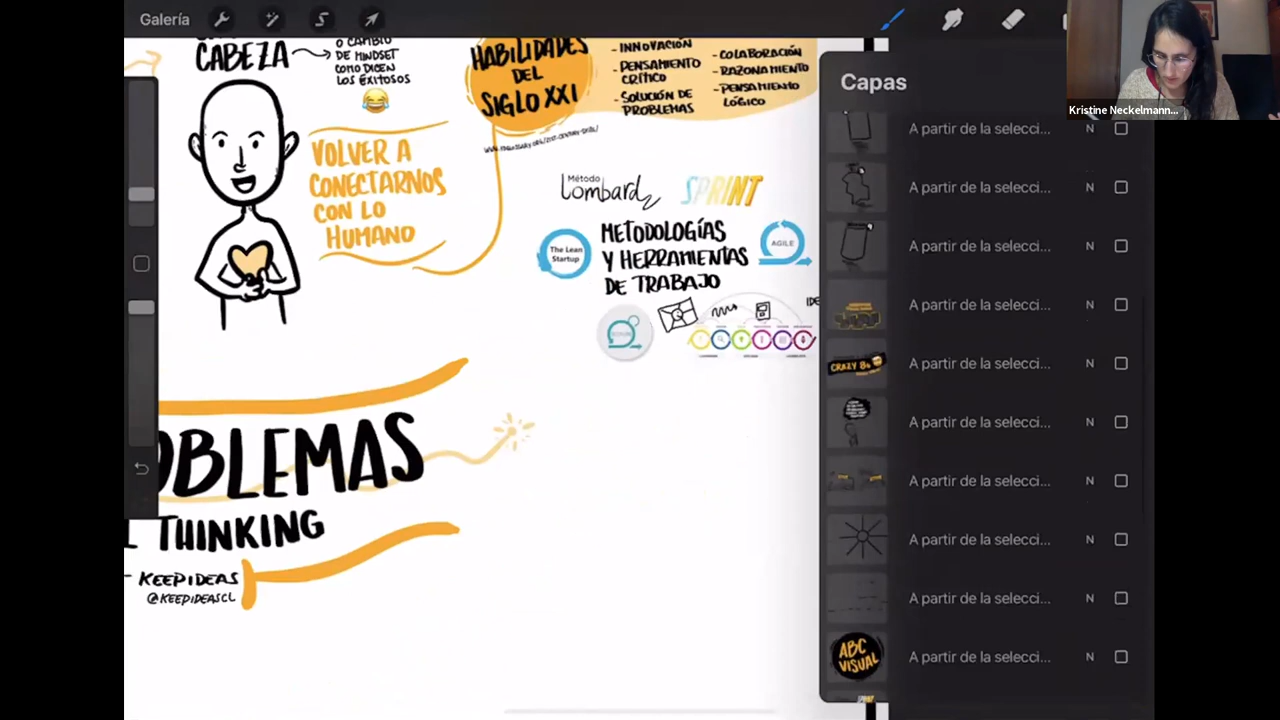 Galería
CABEZA
O CAMBIO
DE MINDSET
COMO DICEN
LOS ÉXITOSOS
HABILIDADES
DEL
SIGLO XXI
- INNOVACIÓN
- PENSAMIENTO
CRÍTICO
- SOLUCIÓN DE
PROBLEMAS
- COLABORACIÓN
- RAZONAMIENTO
- PENSAMIENTO
LÓGICO
VOLVER A
CONECTARNOS
CON LO
HUMANO
Método
Lombard
SPRINT
The Lean
Startup
METODOLOGÍAS
Y HERRAMIENTAS
DE TRABAJO
AGILE
OBLEMAS
THINKING
- KEEPIDEAS
@KEEPIDEASCL
Capas
A partir de la selecci... N
A partir de la selecci... N
A partir de la selecci... N
A partir de la selecci... N
CRAZY 8s
A partir de la selecci... N
A partir de la selecci... N
A partir de la selecci... N
A partir de la selecci... N
A partir de la selecci... N
ABC
VISUAL
A partir de la selecci... N
Kristine Neckelmann...